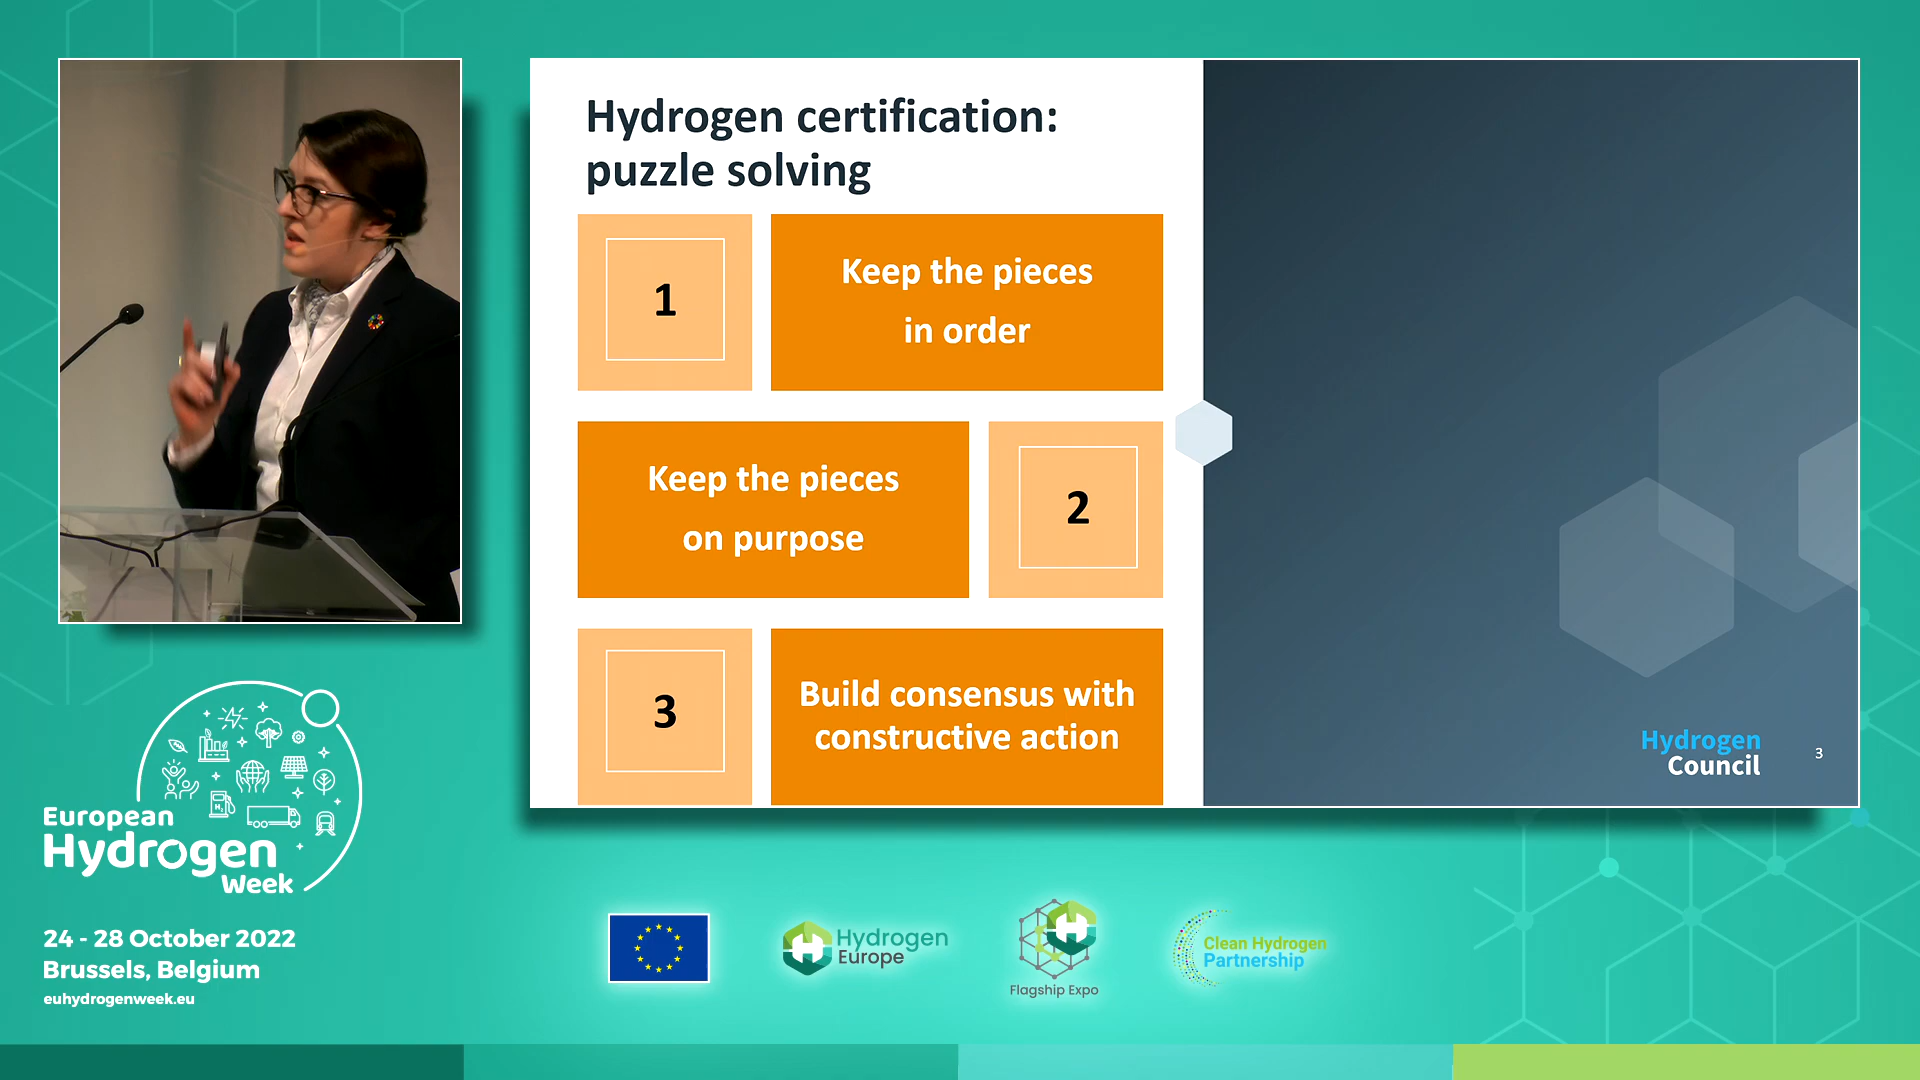 Hydrogen certification:
puzzle solving
1
Keep the pieces
in order
Keep the pieces
on purpose
2
3
Build consensus with
constructive action
Hydrogen
Council
3
European
Hydrogen
Week
H₂
24 - 28 October 2022
Brussels, Belgium
euhydrogenweek.eu
Hydrogen
Europe
Flagship Expo
Clean Hydrogen
Partnership